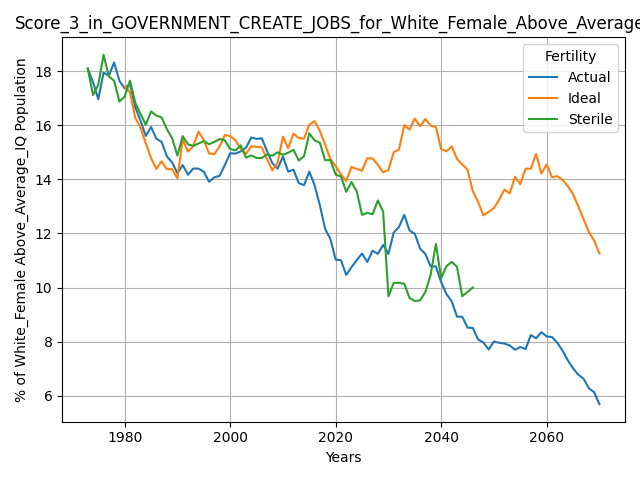 Score_3_in_GOVERNMENT_CREATE_JOBS_for_White_Female_Above_Average
Fertility
Actual
Ideal
Sterile
% of White_Female Above_Average_IQ Population
18
16
14
12
10
8
6
1980
2000
2020
2040
2060
Years